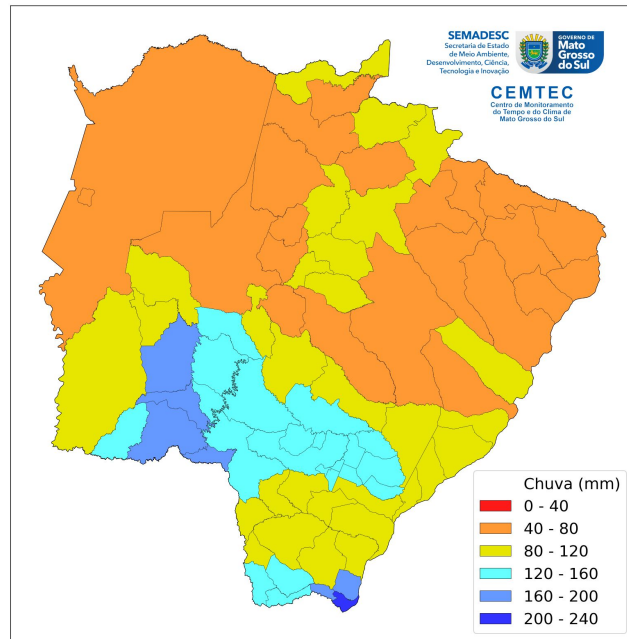 SEMADESC
Secretaria de Estado
de Meio Ambiente,
Desenvolvimento, Ciência,
Tecnologia e Inovação
GOVERNO DE
Mato
Grosso
do Sul
CEMTEC
Centro de Monitoramento
do Tempo e do Clima de
Mato Grosso do Sul
Chuva (mm)
0 - 40
40 - 80
80 - 120
120 - 160
160 - 200
200 - 240